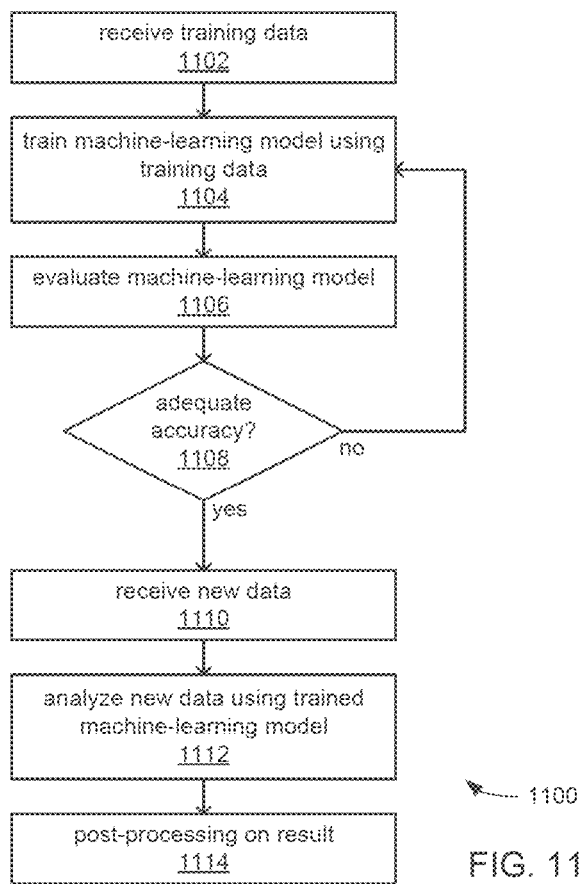 receive training data
1102
train machine-learning model using
training data
1104
evaluate machine-learning model
1106
adequate
accuracy?
1108
no
yes
receive new data
1110
analyze new data using trained
machine-learning model
1112
post-processing on result
1114
1100
FIG. 11